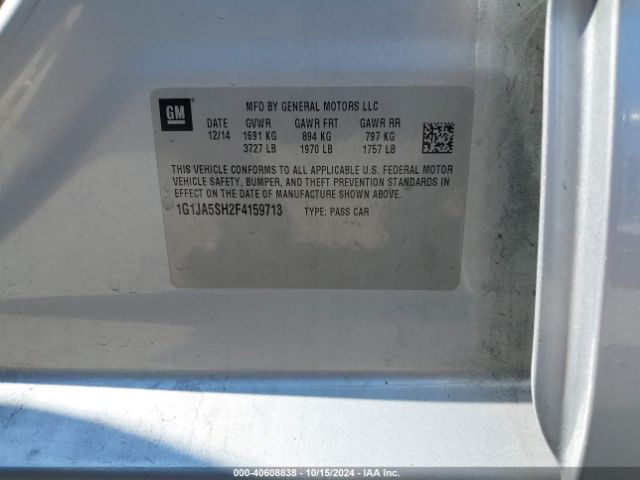 GM
MFD BY GENERAL MOTORS LLC
DATE GVWR GAWR FRT GAWR RR
12/14 1691 KG 894 KG 797 KG
3727 LB 1970 LB 1757 LB
THIS VEHICLE CONFORMS TO ALL APPLICABLE U.S. FEDERAL MOTOR
VEHICLE SAFETY, BUMPER, AND THEFT PREVENTION STANDARDS IN
EFFECT ON THE DATE OF MANUFACTURE SHOWN ABOVE.
1G1JA5SH2F4159713 TYPE: PASS CAR
000-40608838 - 10/15/2024 - IAA Inc.